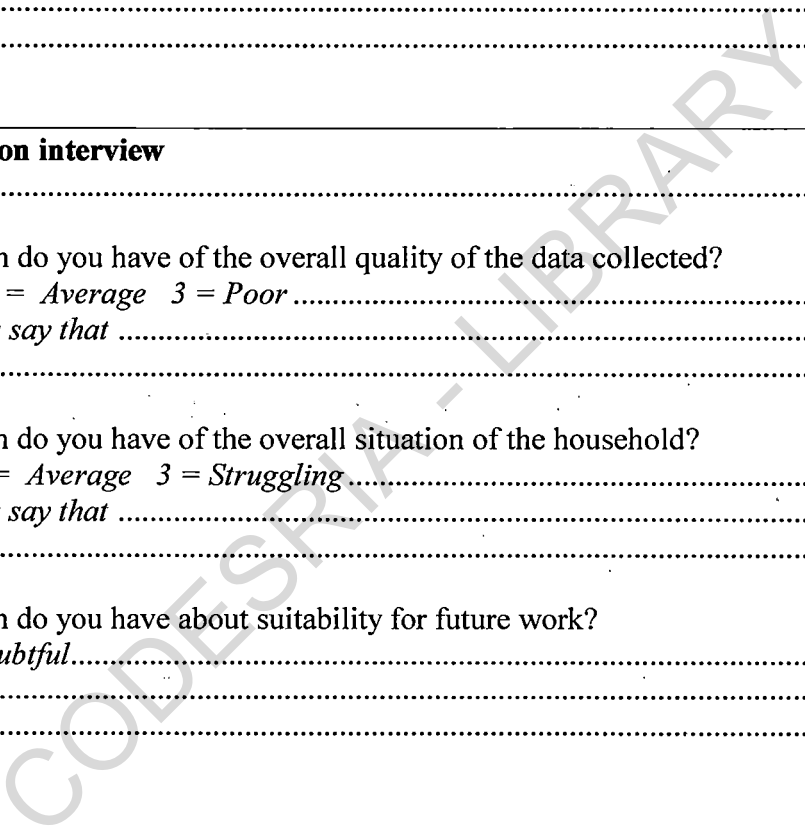 on interview
do you have of the overall quality of the data collected?
= Average 3 = Poor
say that
do you have of the overall situation of the household?
= Average 3 = Struggling
say that
do you have about suitability for future work?
ubtful
CODESRIA - LIBRARY